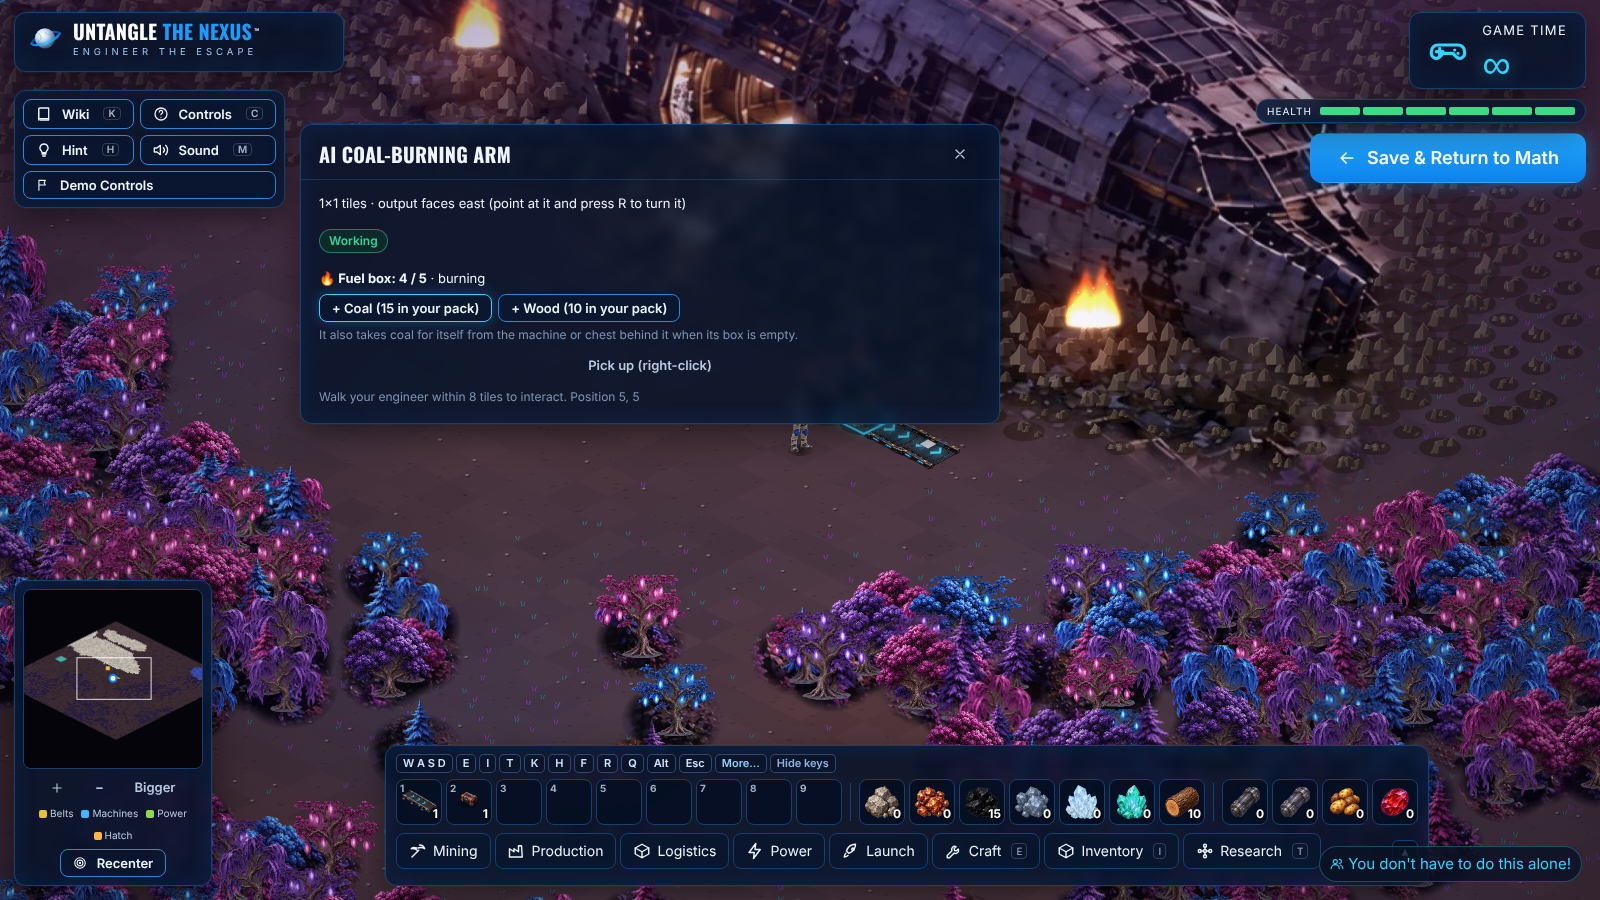 UNTANGLE THE NEXUS™
ENGINEER THE ESCAPE
GAME TIME
∞
HEALTH
Save & Return to Math
Wiki K
Controls C
Hint H
Sound M
Demo Controls
AI COAL-BURNING ARM
1×1 tiles · output faces east (point at it and press R to turn it)
Working
Fuel box: 4 / 5 · burning
+ Coal (15 in your pack)
+ Wood (10 in your pack)
It also takes coal for itself from the machine or chest behind it when its box is empty.
Pick up (right-click)
Walk your engineer within 8 tiles to interact. Position 5, 5
+ − Bigger
Belts Machines Power
Hatch
Recenter
W A S D E I T K H F R Q Alt Esc More... Hide keys
1 2 3 4 5 6 7 8 9
1 1 0 0 15 0 0 0 10 0 0 0 0
Mining
Production
Logistics
Power
Launch
Craft E
Inventory I
Research T
You don't have to do this alone!